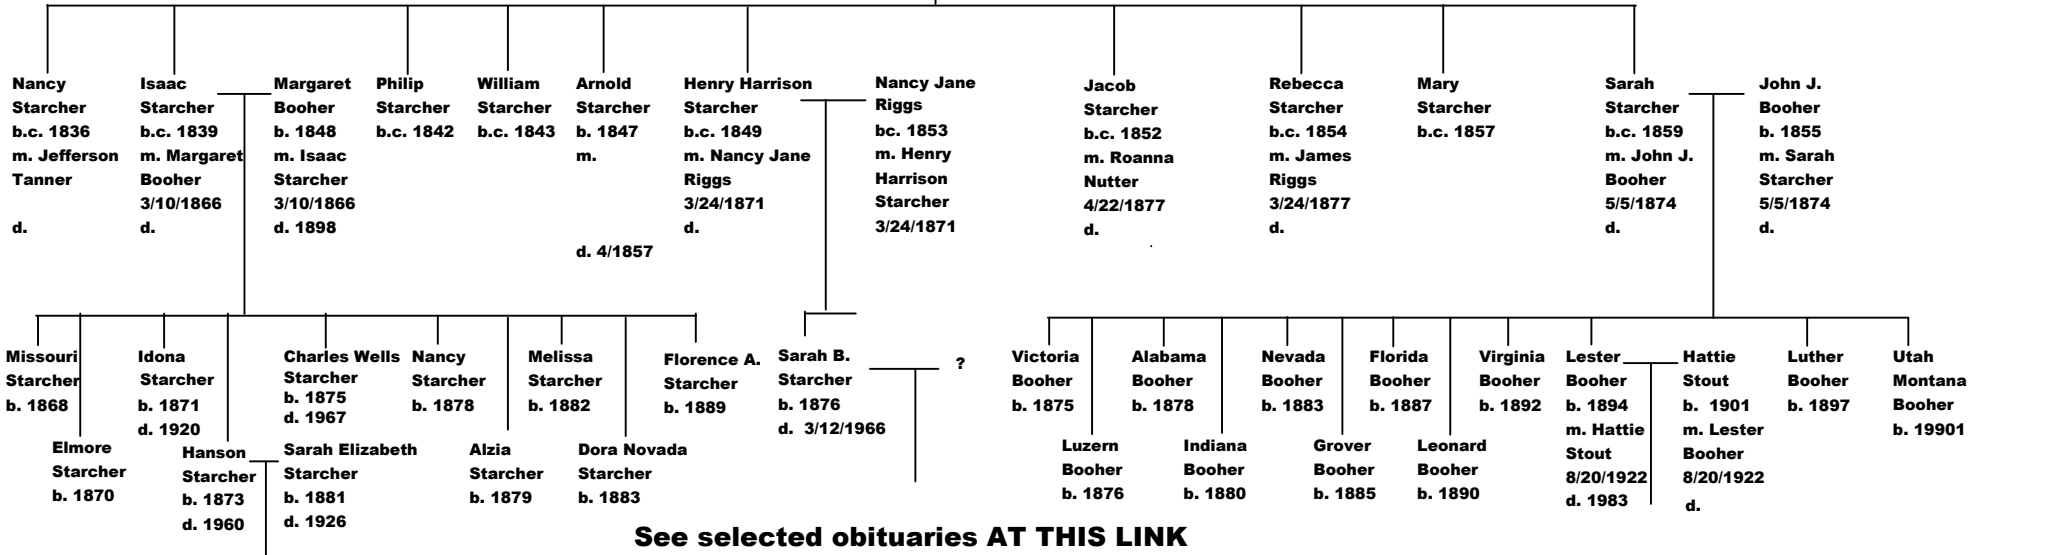 Nancy
Starcher
b.c. 1836
m. Jefferson
Tanner
d.
Isaac
Starcher
b.c. 1839
m. Margaret
Booher
3/10/1866
d.
Margaret
Booher
b. 1848
m. Isaac
Starcher
3/10/1866
d. 1898
Philip
Starcher
b.c. 1842
William
Starcher
b.c. 1843
Arnold
Starcher
b. 1847
m.
d. 4/1857
Henry Harrison
Starcher
b.c. 1849
m. Nancy Jane
Riggs
3/24/1871
d.
Nancy Jane
Riggs
bc. 1853
m. Henry
Harrison
Starcher
3/24/1871
Jacob
Starcher
b.c. 1852
m. Roanna
Nutter
4/22/1877
d.
Rebecca
Starcher
b.c. 1854
m. James
Riggs
3/24/1877
d.
Mary
Starcher
b.c. 1857
Sarah
Starcher
b.c. 1859
m. John J.
Booher
5/5/1874
d.
John J.
Booher
b. 1855
m. Sarah
Starcher
5/5/1874
d.
Missouri
Starcher
b. 1868
Elmore
Starcher
b. 1870
Idona
Starcher
b. 1871
d. 1920
Hanson
Starcher
b. 1873
d. 1960
Charles Wells
Starcher
b. 1875
d. 1967
Sarah Elizabeth
Starcher
b. 1881
d. 1926
Nancy
Starcher
b. 1878
Alzia
Starcher
b. 1879
Melissa
Starcher
b. 1882
Dora Novada
Starcher
b. 1883
Florence A.
Starcher
b. 1889
Sarah B.
Starcher
b. 1876
d. 3/12/1966
?
Victoria
Booher
b. 1875
Luzern
Booher
b. 1876
Alabama
Booher
b. 1878
Indiana
Booher
b. 1880
Nevada
Booher
b. 1883
Grover
Booher
b. 1885
Florida
Booher
b. 1887
Leonard
Booher
b. 1890
Virginia
Booher
b. 1892
Lester
Booher
b. 1894
m. Hattie
Stout
8/20/1922
d. 1983
Hattie
Stout
b. 1901
m. Lester
Booher
8/20/1922
d.
Luther
Booher
b. 1897
Utah
Montana
Booher
b. 19901
See selected obituaries AT THIS LINK